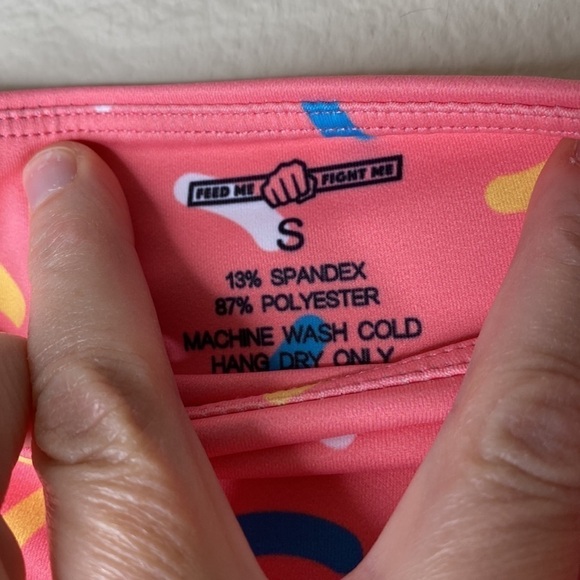 FEED ME FIGHT ME
S
13% SPANDEX
87% POLYESTER
MACHINE WASH COLD
HANG DRY ONLY